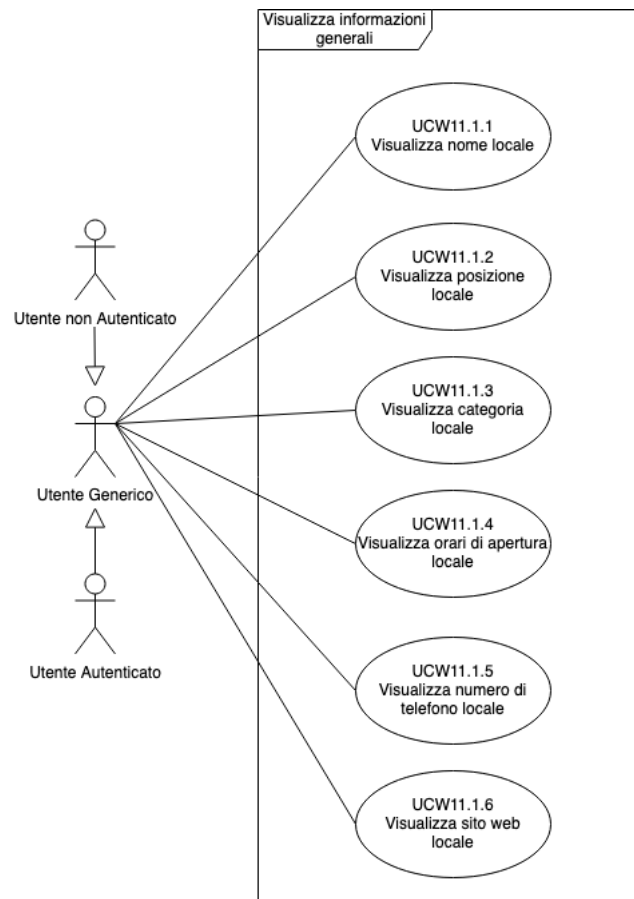 Visualizza informazioni
generali
UCW11.1.1
Visualizza nome locale
UCW11.1.2
Visualizza posizione
locale
Utente non Autenticato
UCW11.1.3
Visualizza categoria
locale
Utente Generico
UCW11.1.4
Visualizza orari di apertura
locale
Utente Autenticato
UCW11.1.5
Visualizza numero di
telefono locale
UCW11.1.6
Visualizza sito web
locale